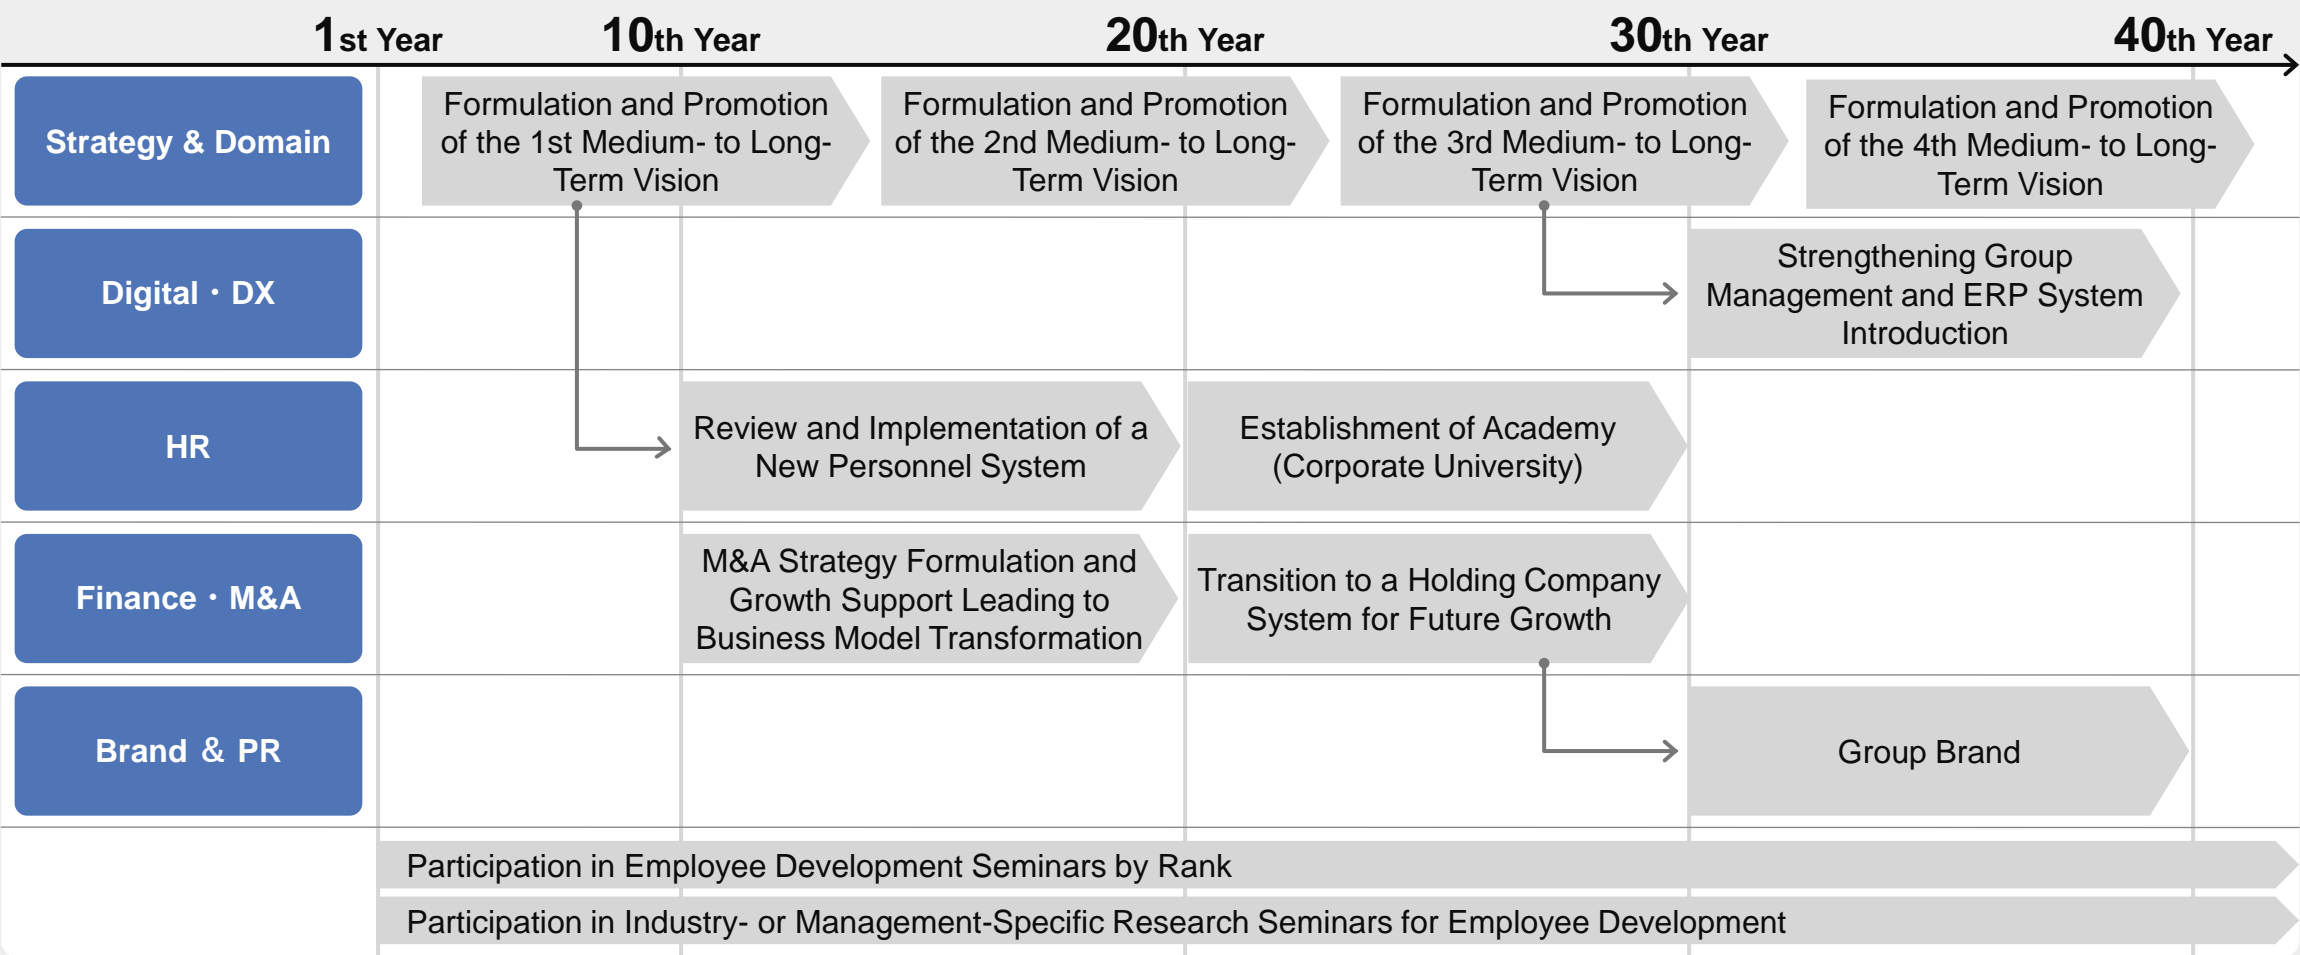 1st Year
10th Year
20th Year
30th Year
40th Year
Strategy & Domain
Formulation and Promotion
of the 1st Medium- to Long-
Term Vision
Formulation and Promotion
of the 2nd Medium- to Long-
Term Vision
Formulation and Promotion
of the 3rd Medium- to Long-
Term Vision
Formulation and Promotion
of the 4th Medium- to Long-
Term Vision
Digital・DX
Strengthening Group
Management and ERP System
Introduction
HR
Review and Implementation of a
New Personnel System
Establishment of Academy
(Corporate University)
Finance・M&A
M&A Strategy Formulation and
Growth Support Leading to
Business Model Transformation
Transition to a Holding Company
System for Future Growth
Brand & PR
Group Brand
Participation in Employee Development Seminars by Rank
Participation in Industry- or Management-Specific Research Seminars for Employee Development